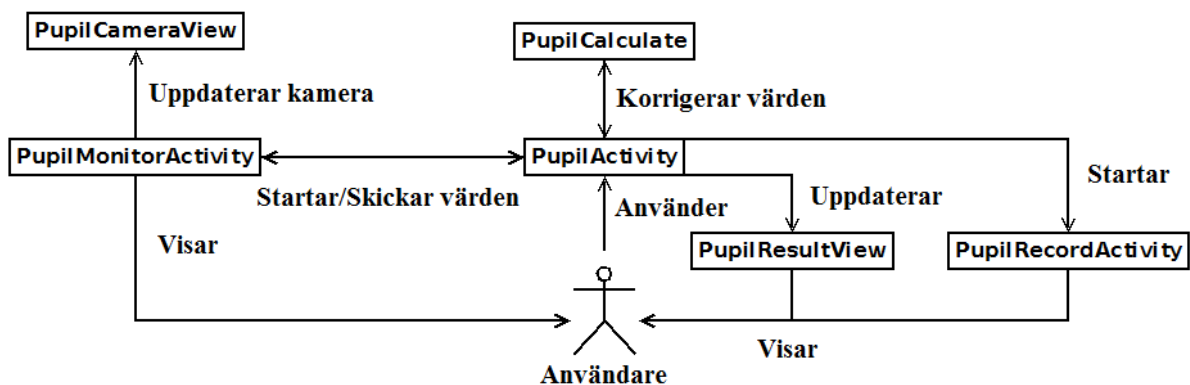 PupilCameraView
PupilCalculate
Uppdaterar kamera
Korrigerar värden
PupilMonitorActivity
PupilActivity
Startar
Startar/Skickar värden
Använder
Uppdaterar
Visar
PupilResultView
PupilRecordActivity
Visar
Användare